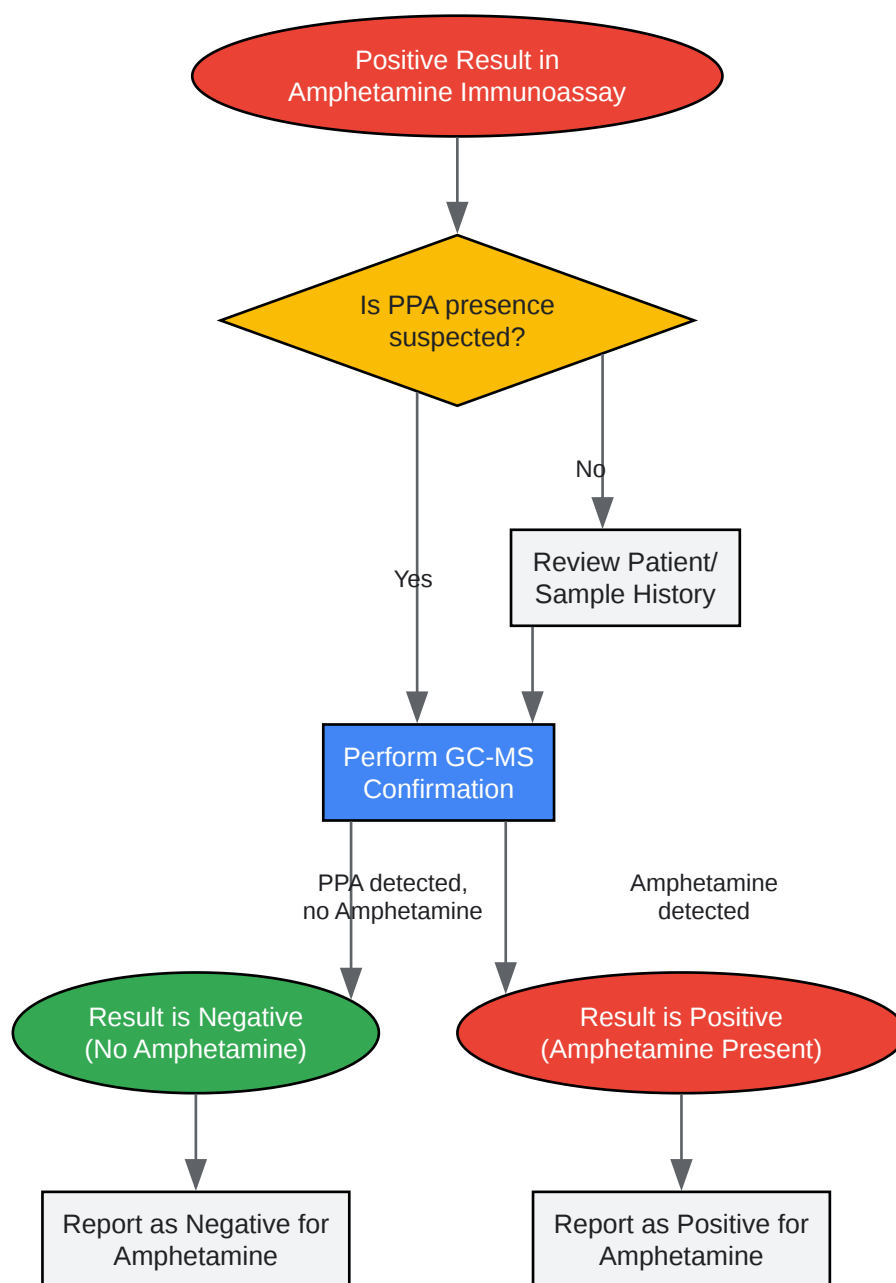 Positive Result in
Amphetamine Immunoassay
Is PPA presence
suspected?
No
Review Patient/
Sample History
Yes
Perform GC-MS
Confirmation
PPA detected,
no Amphetamine
Amphetamine
detected
Result is Negative
(No Amphetamine)
Result is Positive
(Amphetamine Present)
Report as Negative for
Amphetamine
Report as Positive for
Amphetamine